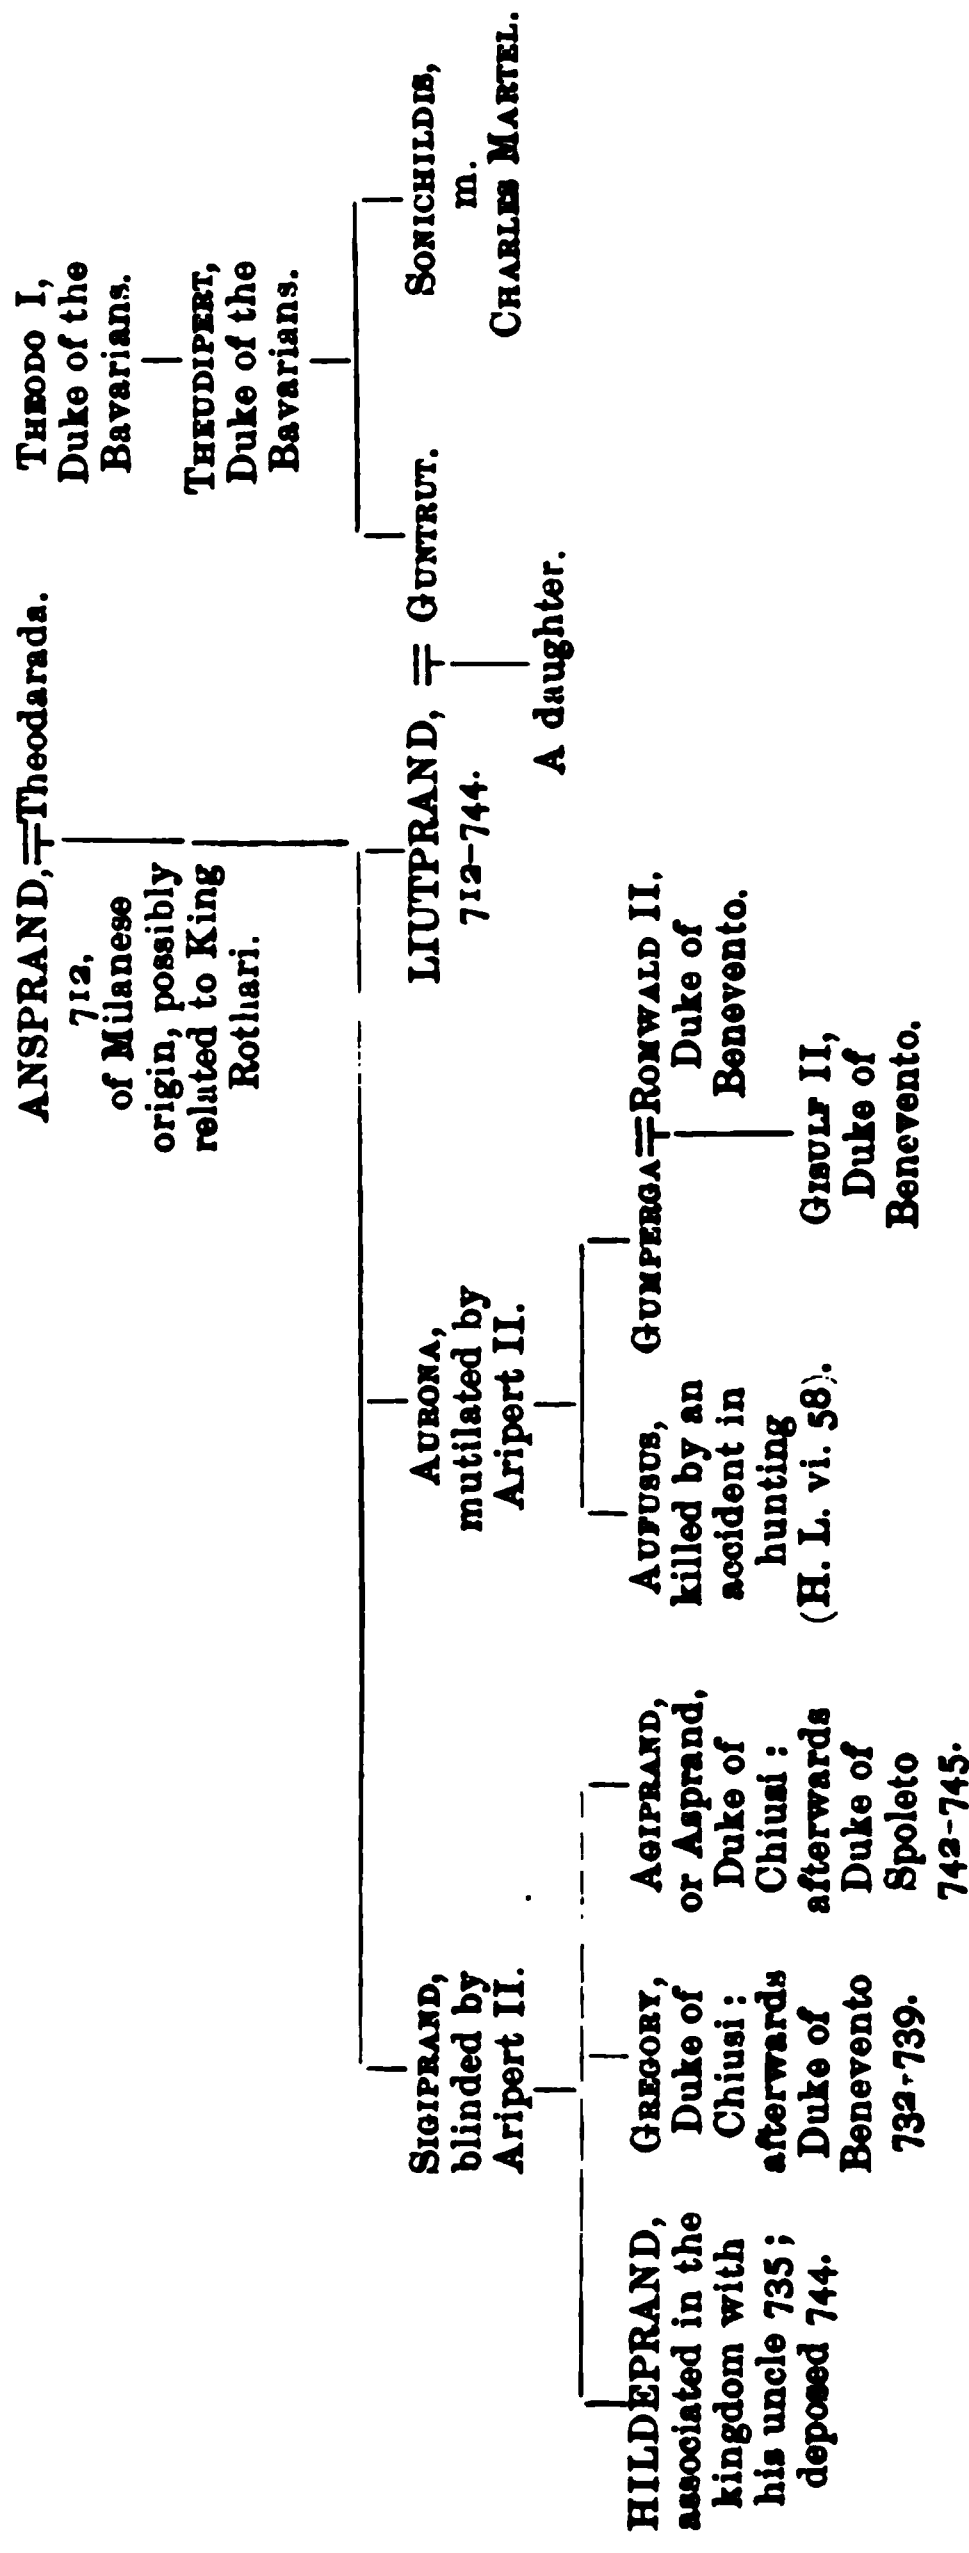 ANSPRAND, Theodarada.
712,
of Milanese
origin, possibly
related to King
Rothari.
THEODO I,
Duke of the
Bavarians.
THEUDIPERT,
Duke of the
Bavarians.
SIGIPRAND,
blinded by
Aripert II.
AURONA,
mutilated by
Aripert II.
LIUTPRAND, = GUNTRUT.
712-744.
SONICHILDIS,
m.
CHARLES MARTEL.
A daughter.
HILDEPRAND,
associated in the
kingdom with
his uncle 735;
deposed 744.
GREGORY,
Duke of
Chiusi:
afterwards
Duke of
Benevento
732-739.
AGIPRAND,
or Asprand,
Duke of
Chiusi:
afterwards
Duke of
Spoleto
742-745.
AUFUSUS,
killed by an
accident in
hunting
(H. L. vi. 58).
GUMPERGA=ROMWALD II,
Duke of
Benevento.
GISULF II,
Duke of
Benevento.